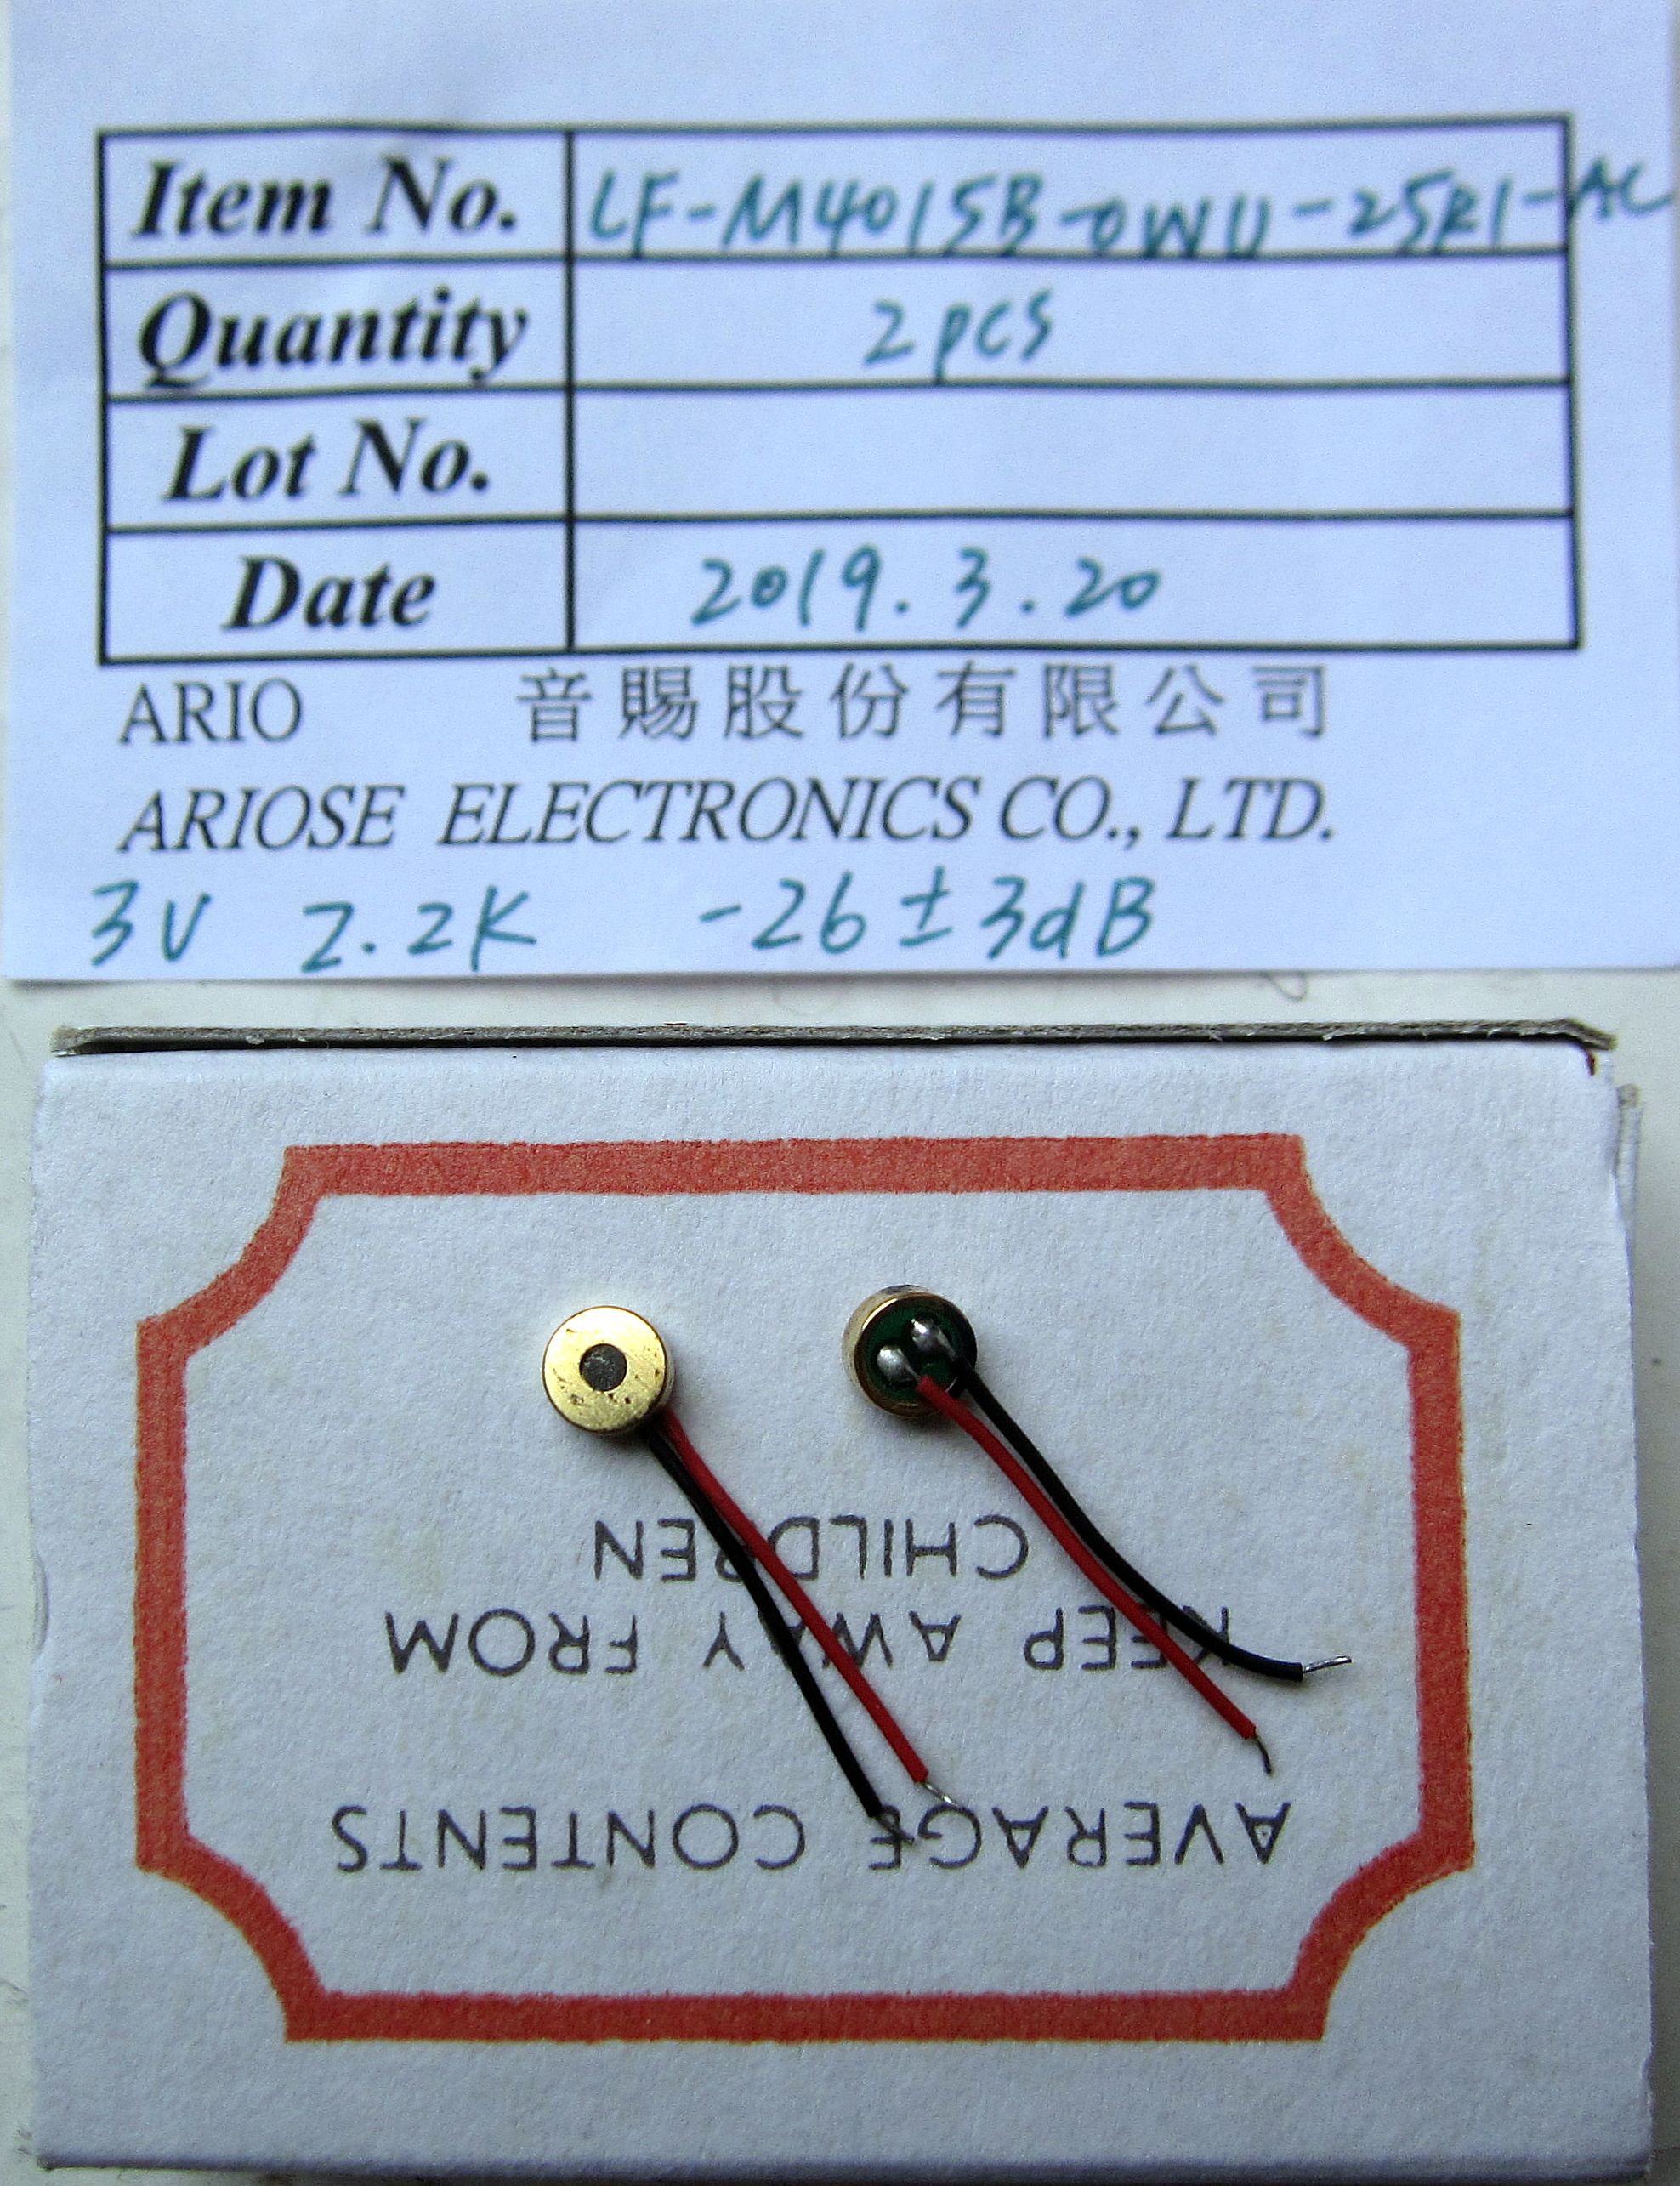 Item No. LF-M4015B-OWU-25R1-AC
Quantity 2pcs
Lot No.
Date 2019.3.20
ARIO 音賜股份有限公司
ARIOSE ELECTRONICS CO., LTD.
3V 2.2K -26±3dB
AVERAGE CONTENTS
KEEP AWAY FROM
CHILDREN